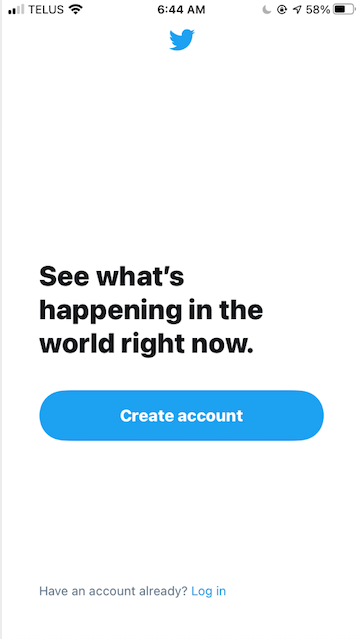 TELUS 6:44 AM 58%
See what's
happening in the
world right now.
Create account
Have an account already? Log in